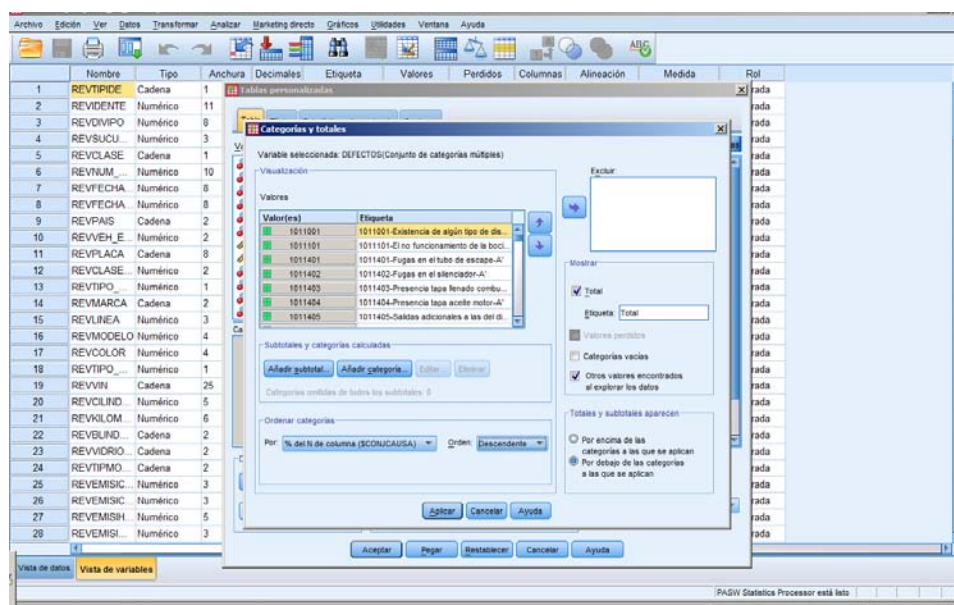 Archivo Edición Ver Datos Transformar Analizar Marketing directo Gráficos Utilidades Ventana Ayuda
Nombre Tipo Anchura Decimales Etiqueta Valores Perdidos Columnas Alineación Medida Rol
1 REVTIPIDE Cadena 1
2 REVIDENTE Numérico 11
3 REVDIVIPO Numérico 8
4 REVSUCU... Numérico 3
5 REVCLASE Cadena 1
6 REVNUM_... Numérico 10
7 REVFECHA... Numérico 8
8 REVFECHA... Numérico 8
9 REVPAIS Cadena 2
10 REVVEH_E... Numérico 2
11 REVPLACA Cadena 8
12 REVCLASE... Numérico 2
13 REVTIPO_... Numérico 1
14 REVMARCA Cadena 2
15 REVLINEA Numérico 3
16 REVMODELO Numérico 4
17 REVCOLOR Numérico 4
18 REVTIPO_... Numérico 1
19 REVVIN Cadena 25
20 REVCILIND... Numérico 5
21 REVKILOM... Numérico 6
22 REVBLIND... Cadena 2
23 REVVIDRIO... Cadena 2
24 REVTIPMO... Cadena 2
25 REVEMISIC... Numérico 3
26 REVEMISIC... Numérico 3
27 REVEMISIH... Numérico 5
28 REVEMISI... Numérico 3
Tablas personalizadas
Categorías y totales
Variable seleccionada: DEFECTOS(Conjunto de categorías múltiples)
Visualización
Valores
Valor(es) Etiqueta
1011001 1011001-Existencia de algún tipo de dis...
1011101 1011101-El no funcionamiento de la boci...
1011401 1011401-Fugas en el tubo de escape-A'
1011402 1011402-Fugas en el silenciador-A'
1011403 1011403-Presencia tapa llenado combu...
1011404 1011404-Presencia tapa aceite motor-A'
1011405 1011405-Salidas adicionales a las del di...
Subtotales y categorías calculadas
Añadir subtotal... Añadir categoría... Editar... Eliminar
Categorías omitidas de todos los subtotales: 0
Ordenar categorías
Por: % del N de columna ($CONJCAUSA) Orden: Descendente
Excluir:
Mostrar
Total
Etiqueta: Total
Valores perdidos
Categorías vacías
Otros valores encontrados
al explorar los datos
Totales y subtotales aparecen
Por encima de las
categorías a las que se aplican
Por debajo de las categorías
a las que se aplican
Aplicar Cancelar Ayuda
Aceptar Pegar Restablecer Cancelar Ayuda
Vista de datos Vista de variables
PASW Statistics Processor está listo